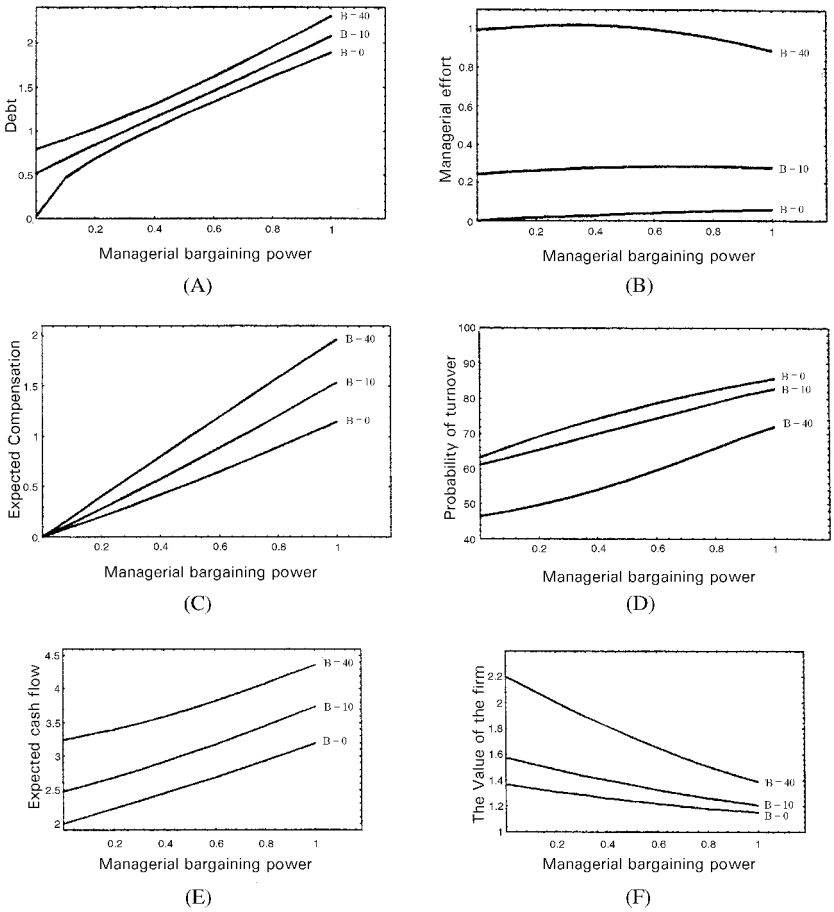 Debt
2
1.5
1
0.5
0
0.2 0.4 0.6 0.8 1
B=40
B=10
B=0
Managerial bargaining power
(A)
Managerial effort
1
0.8
0.6
0.4
0.2
0
0.2 0.4 0.6 0.8 1
B=40
B=10
B=0
Managerial bargaining power
(B)
Expected Compensation
2
1.5
1
0.5
0
0.2 0.4 0.6 0.8 1
B=40
B=10
B=0
Managerial bargaining power
(C)
Probability of turnover
100
90
80
70
60
50
40
0.2 0.4 0.6 0.8 1
B=0
B=10
B=40
Managerial bargaining power
(D)
Expected cash flow
4.5
4
3.5
3
2.5
2
0.2 0.4 0.6 0.8 1
B=40
B=10
B=0
Managerial bargaining power
(E)
The Value of the firm
2.2
2
1.8
1.6
1.4
1.2
1
0.2 0.4 0.6 0.8 1
B=40
B=10
B=0
Managerial bargaining power
(F)